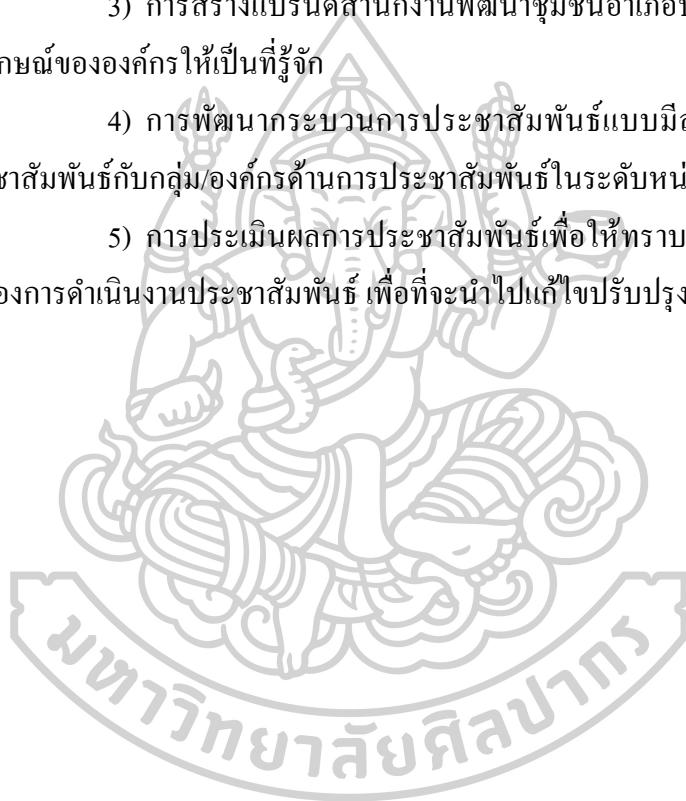 3) การสร้างแบรนด์สำนักงานพัฒนาชุมชนอำเภอ
กษณ์ขององค์กรให้เป็นที่รู้จัก
4) การพัฒนากระบวนการประชาสัมพันธ์แบบมี
ชาสัมพันธ์กับกลุ่ม/องค์กรด้านการประชาสัมพันธ์ในระดับหน่
5) การประเมินผลการประชาสัมพันธ์เพื่อให้ทราบ
องการดำเนินงานประชาสัมพันธ์ เพื่อที่จะนำไปแก้ไขปรับปรุง
มหาวิทยาลัยศิลปากร